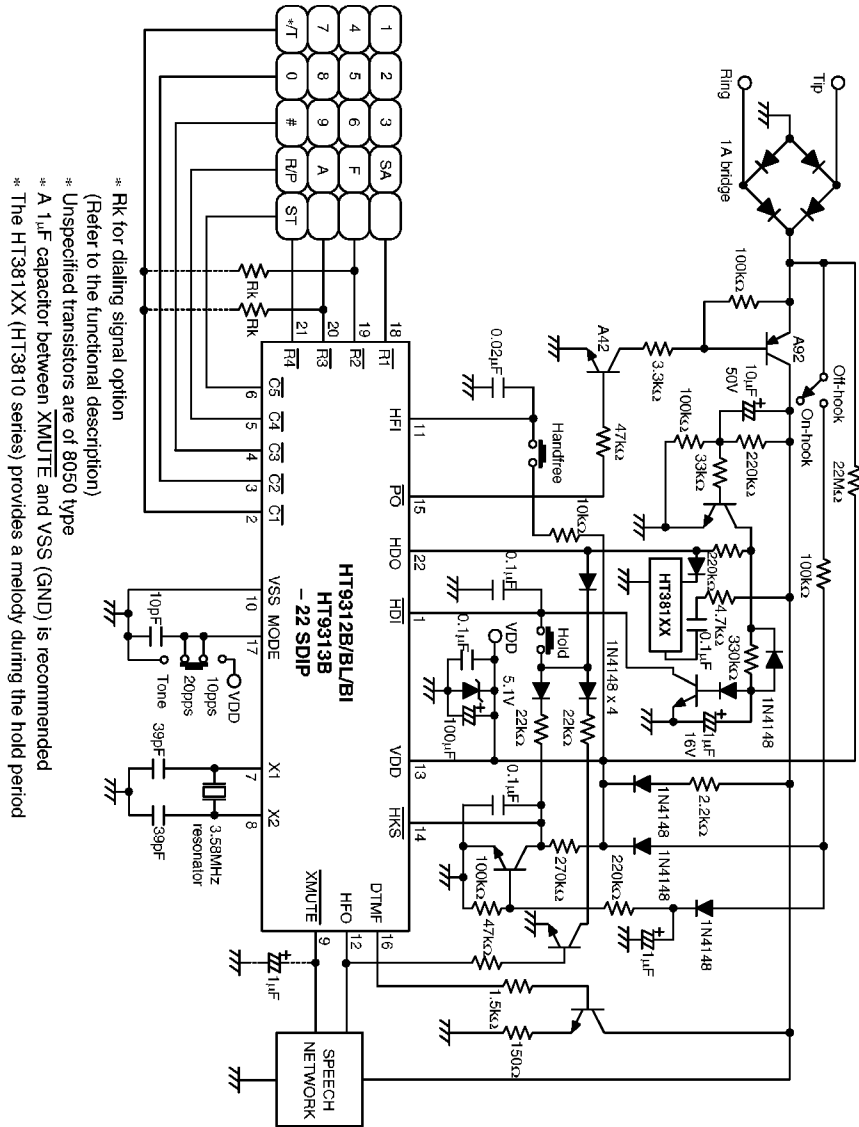 Tip
Ring
1A bridge
A92
100kΩ
3.3kΩ
A42
47kΩ
Off-hook
On-hook
22MΩ
100kΩ
10μF
50V
100kΩ
220kΩ
33kΩ
220kΩ
HT381XX
4.7kΩ
0.1μF
330kΩ
1N4148
1μF
16V
1 2 3 SA
4 5 6 F
7 8 9 A
*/T 0 # R/P ST
Rk
Rk
0.02μF
Handfree
10kΩ
0.1μF
Hold
1N4148 x 4
VDD
0.1μF
5.1V
100μF
22kΩ
22kΩ
0.1μF
2.2kΩ
1N4148
1N4148
1N4148
270kΩ
220kΩ
100kΩ
1μF
47kΩ
1.5kΩ
150Ω
18 R1
19 R2
20 R3
21 R4
11 HFI
15 PO
22 HDO
1 HDI
13 VDD
14 HKS
16 DTMF
12 HFO
9 XMUTE
6 C5
5 C4
4 C3
3 C2
2 C1
10 VSS
17 MODE
7 X1
8 X2
HT9312B/BL/BI
HT9313B
– 22 SDIP
10pF
VDD
10pps
20pps
Tone
39pF
39pF
3.58MHz
resonator
1μF
SPEECH
NETWORK
* Rk for dialing signal option
(Refer to the functional description)
* Unspecified transistors are of 8050 type
* A 1μF capacitor between XMUTE and VSS (GND) is recommended
* The HT381XX (HT3810 series) provides a melody during the hold period